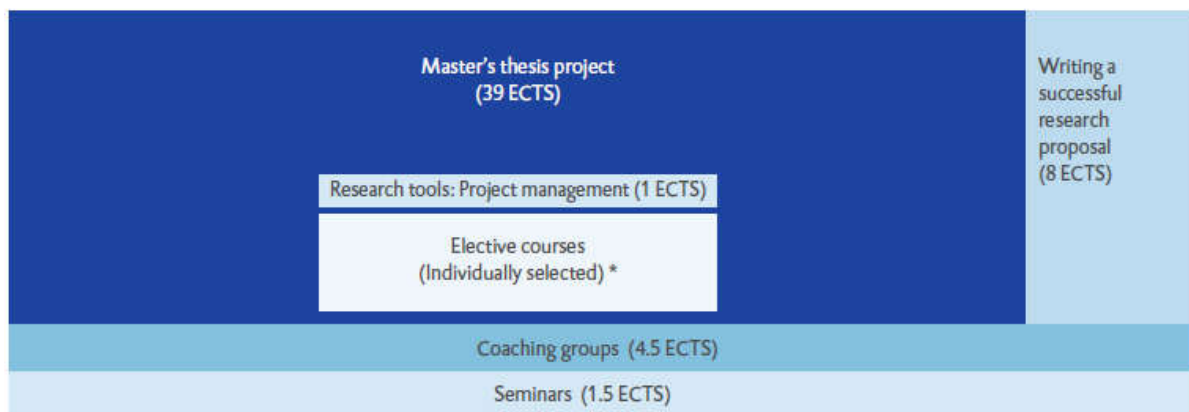 Master's thesis project
(39 ECTS)
Writing a
successful
research
proposal
(8 ECTS)
Research tools: Project management (1 ECTS)
Elective courses
(Individually selected) *
Coaching groups (4.5 ECTS)
Seminars (1.5 ECTS)